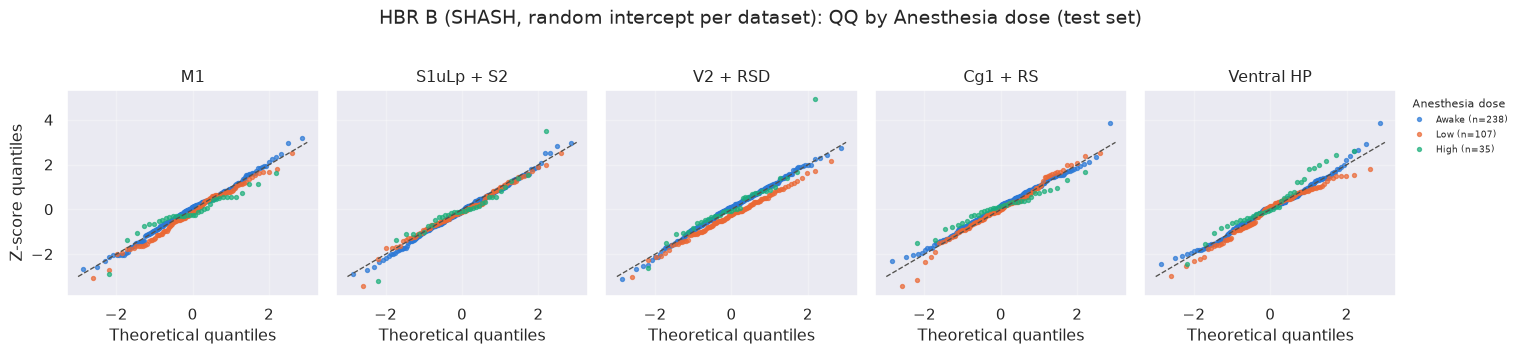 HBR B (SHASH, random intercept per dataset): QQ by Anesthesia dose (test set)
M1
S1uLp + S2
V2 + RSD
Cg1 + RS
Ventral HP
Z-score quantiles
4
2
0
−2
−2 0 2
−2 0 2
−2 0 2
−2 0 2
−2 0 2
Theoretical quantiles
Theoretical quantiles
Theoretical quantiles
Theoretical quantiles
Theoretical quantiles
Anesthesia dose
Awake (n=238)
Low (n=107)
High (n=35)